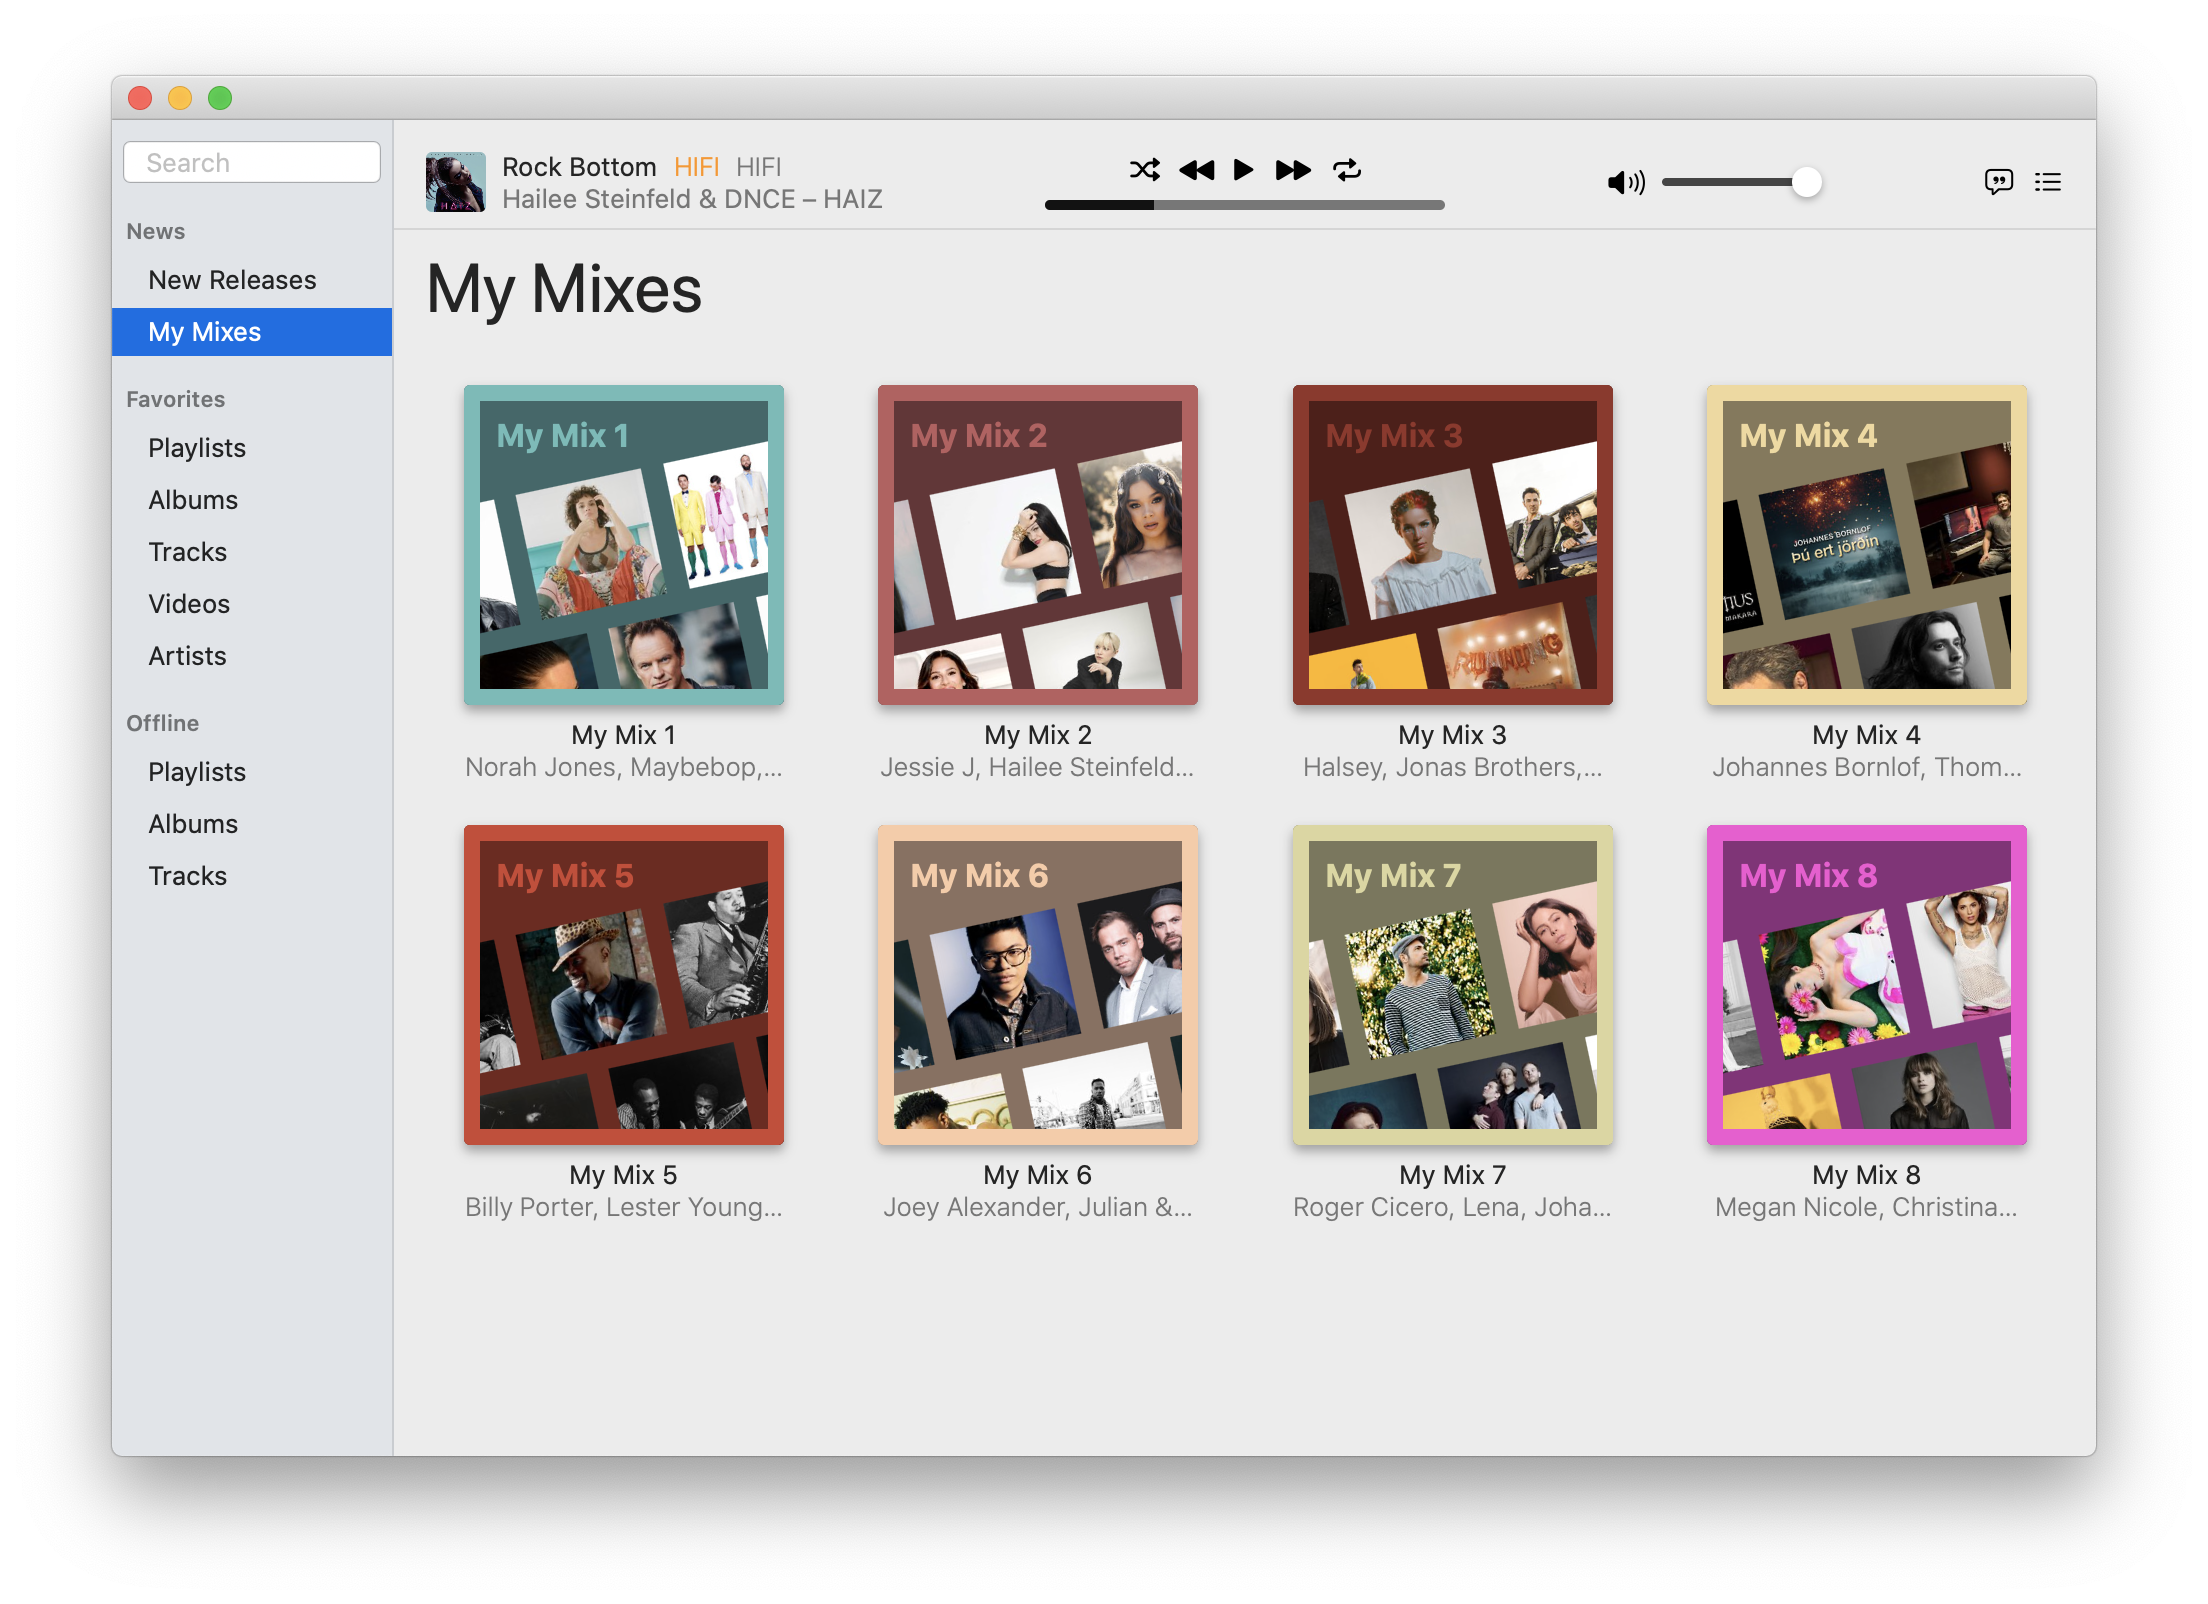 Search
News
New Releases
My Mixes
Favorites
Playlists
Albums
Tracks
Videos
Artists
Offline
Playlists
Albums
Tracks
Rock Bottom HIFI HIFI
Hailee Steinfeld & DNCE – HAIZ
HAIZ
My Mixes
My Mix 1
My Mix 2
My Mix 3
My Mix 4
JOHANNES BORNLOF
Þú ert jörðin
MAKARA
RUNNING
My Mix 1
Norah Jones, Maybebop,...
My Mix 2
Jessie J, Hailee Steinfeld...
My Mix 3
Halsey, Jonas Brothers,...
My Mix 4
Johannes Bornlof, Thom...
My Mix 5
My Mix 6
My Mix 7
My Mix 8
My Mix 5
Billy Porter, Lester Young...
My Mix 6
Joey Alexander, Julian &...
My Mix 7
Roger Cicero, Lena, Joha...
My Mix 8
Megan Nicole, Christina...